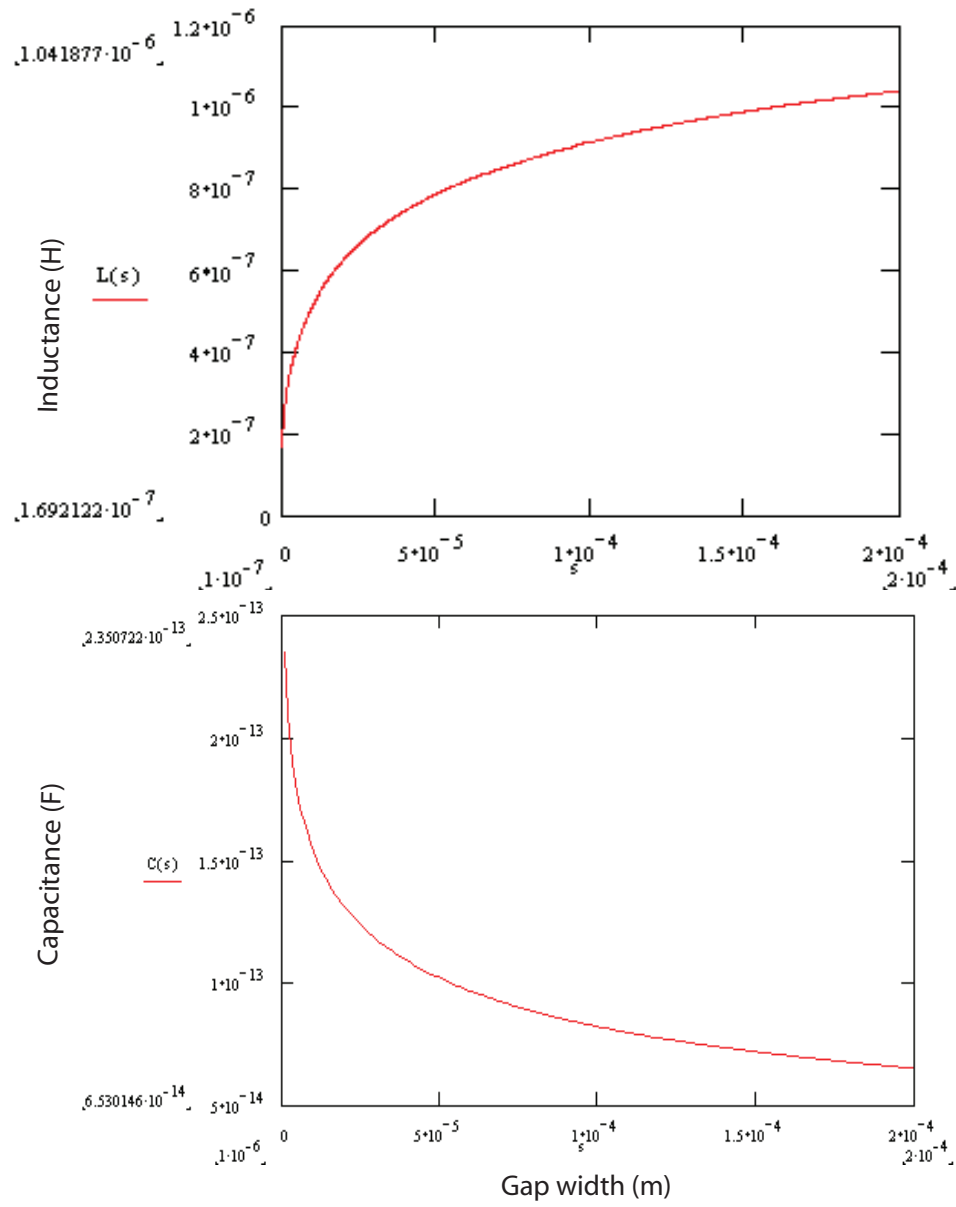 1.2•10⁻⁶
1.041877·10⁻⁶
1•10⁻⁶
8•10⁻⁷
Inductance (H)
L(s)
6•10⁻⁷
4•10⁻⁷
2•10⁻⁷
1.692122·10⁻⁷
0
0 5•10⁻⁵ 1•10⁻⁴ 1.5•10⁻⁴ 2•10⁻⁴
1·10⁻⁷ s 2·10⁻⁴
2.5•10⁻¹³
2.350722·10⁻¹³
2•10⁻¹³
Capacitance (F)
C(s)
1.5•10⁻¹³
1•10⁻¹³
6.530146·10⁻¹⁴
5•10⁻¹⁴
0 5•10⁻⁵ 1•10⁻⁴ 1.5•10⁻⁴ 2•10⁻⁴
1·10⁻⁶ s 2·10⁻⁴
Gap width (m)